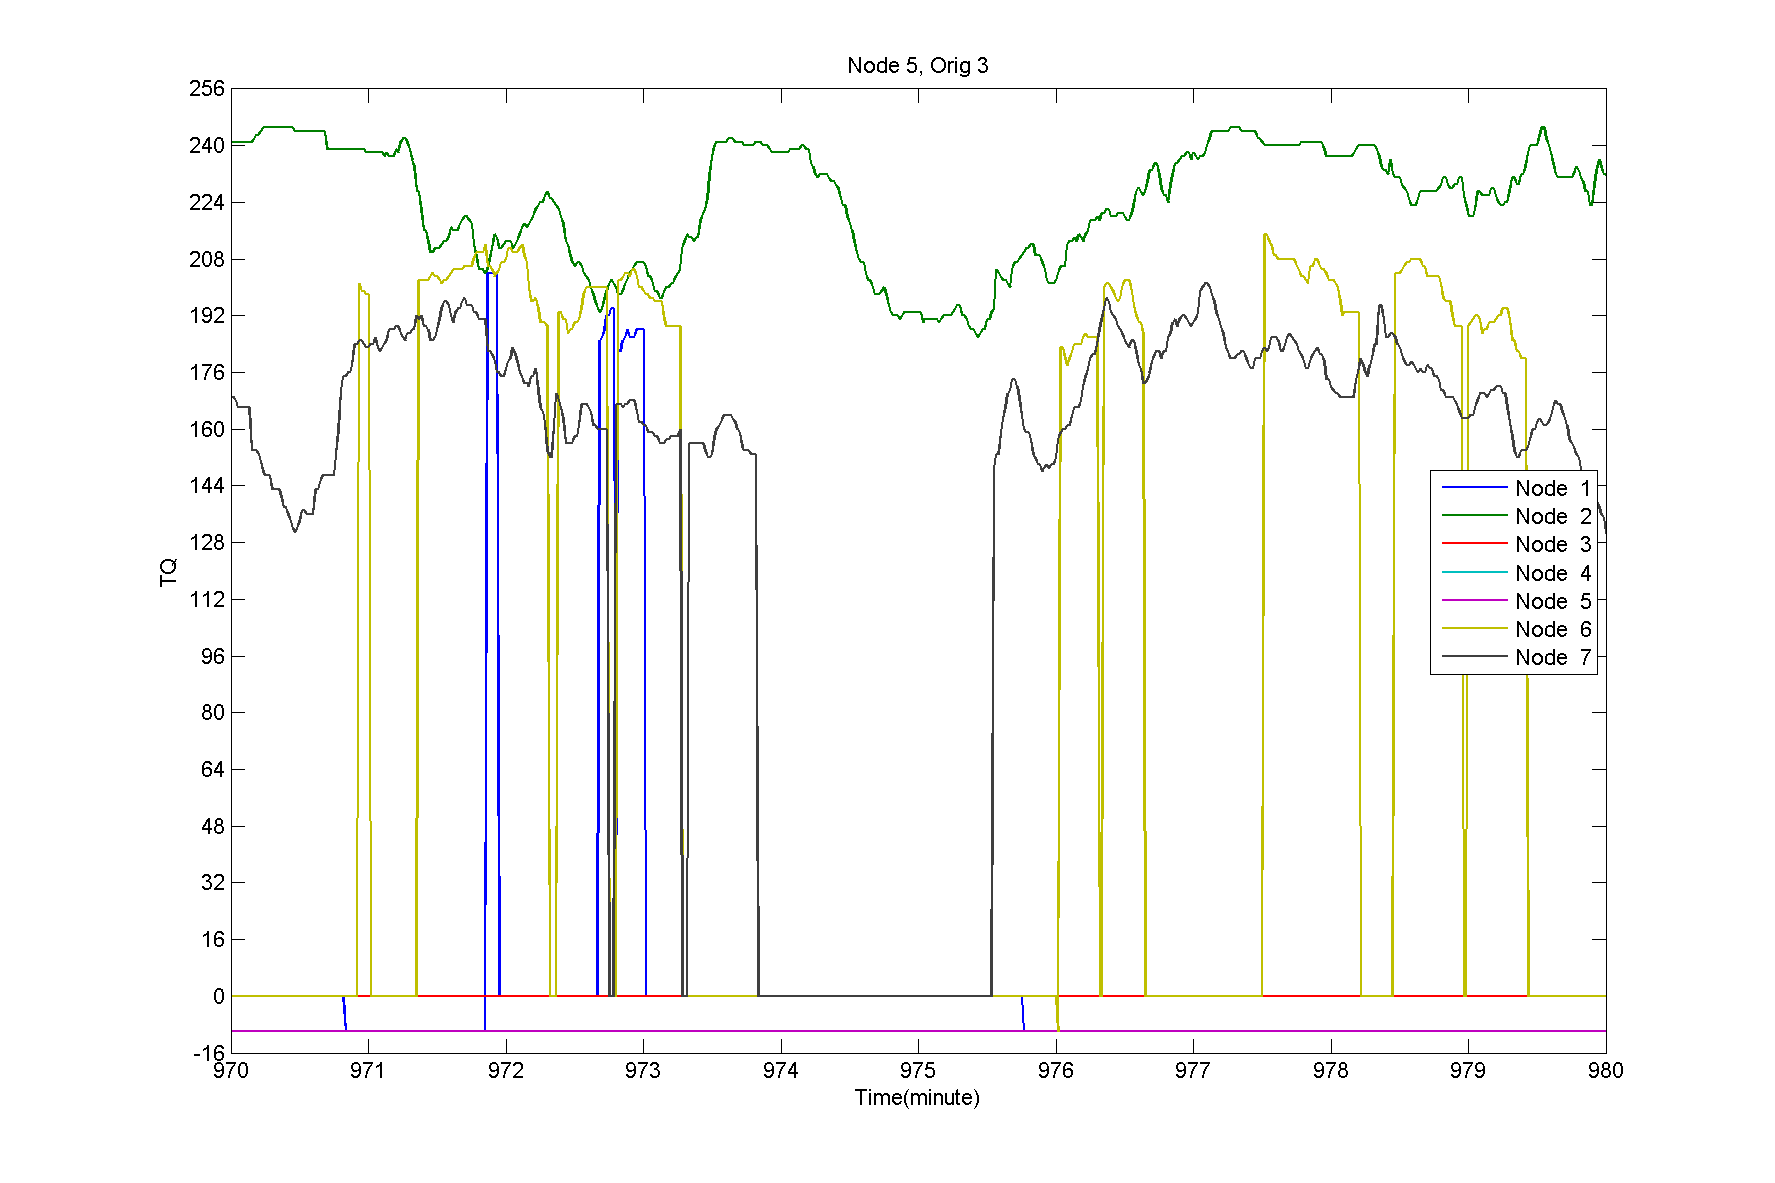 Node 5, Orig 3
256
240
224
208
192
176
160
144
128
112
96
80
64
48
32
16
0
-16
TQ
Node 1
Node 2
Node 3
Node 4
Node 5
Node 6
Node 7
970 971 972 973 974 975 976 977 978 979 980
Time(minute)